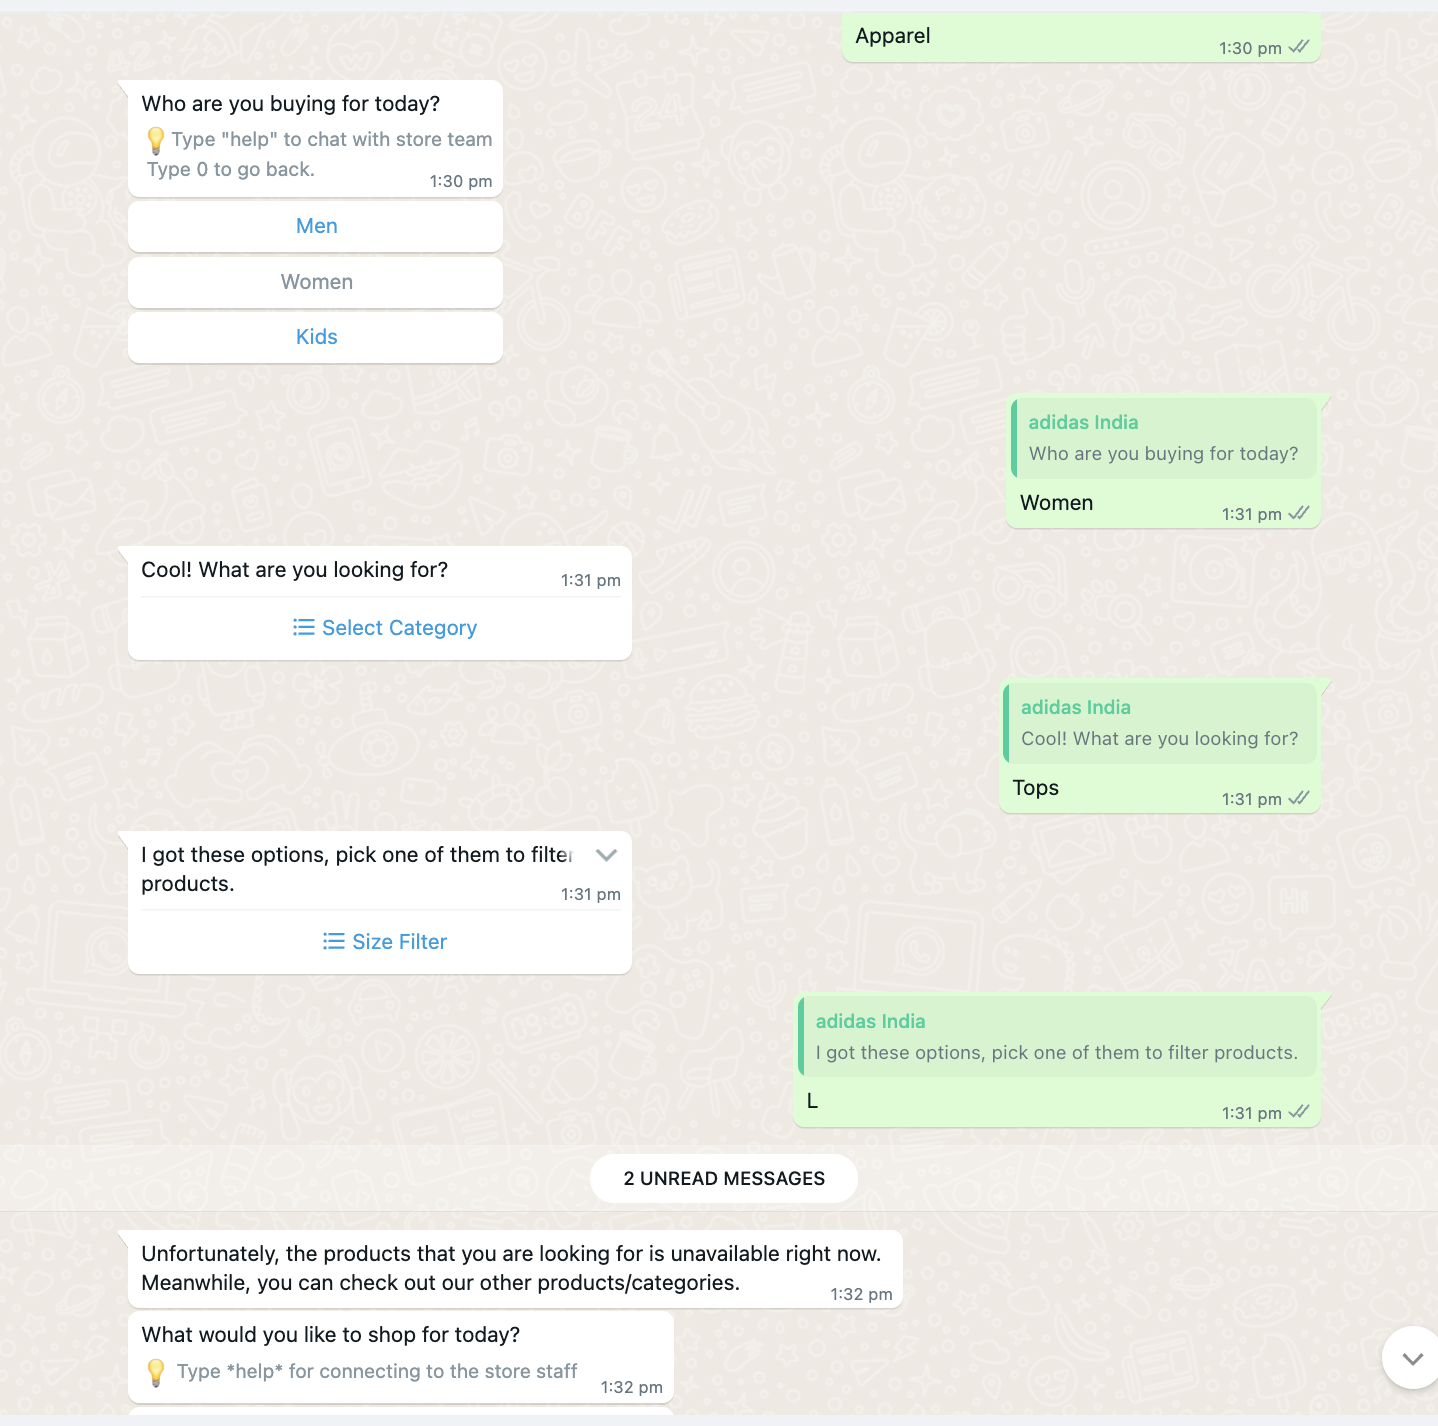 Apparel
1:30 pm
Who are you buying for today?
Type "help" to chat with store team
Type 0 to go back.
1:30 pm
Men
Women
Kids
adidas India
Who are you buying for today?
Women
1:31 pm
Cool! What are you looking for?
1:31 pm
Select Category
adidas India
Cool! What are you looking for?
Tops
1:31 pm
I got these options, pick one of them to filter
products.
1:31 pm
Size Filter
adidas India
I got these options, pick one of them to filter products.
L
1:31 pm
2 UNREAD MESSAGES
Unfortunately, the products that you are looking for is unavailable right now.
Meanwhile, you can check out our other products/categories.
1:32 pm
What would you like to shop for today?
Type *help* for connecting to the store staff
1:32 pm